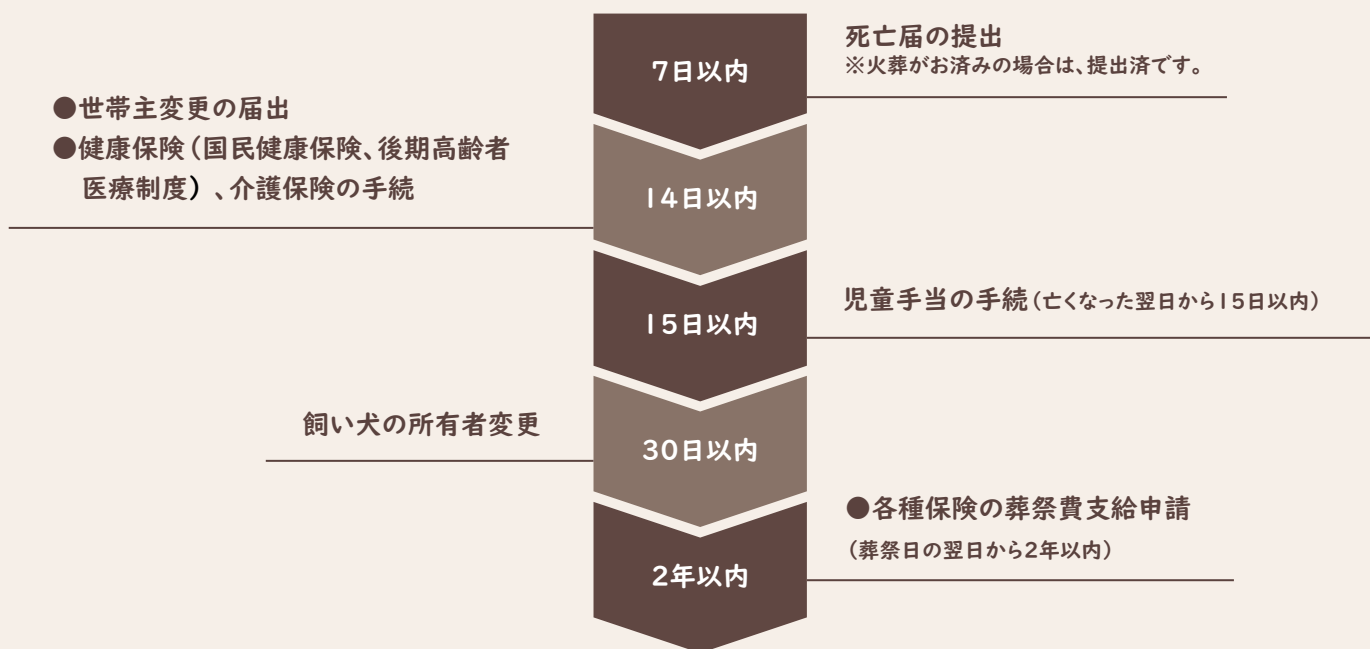 7日以内
死亡届の提出
※火葬がお済みの場合は、提出済です。
●世帯主変更の届出
●健康保険(国民健康保険、後期高齢者
医療制度)、介護保険の手続
14日以内
15日以内
児童手当の手続(亡くなった翌日から15日以内)
飼い犬の所有者変更
30日以内
●各種保険の葬祭費支給申請
(葬祭日の翌日から2年以内)
2年以内